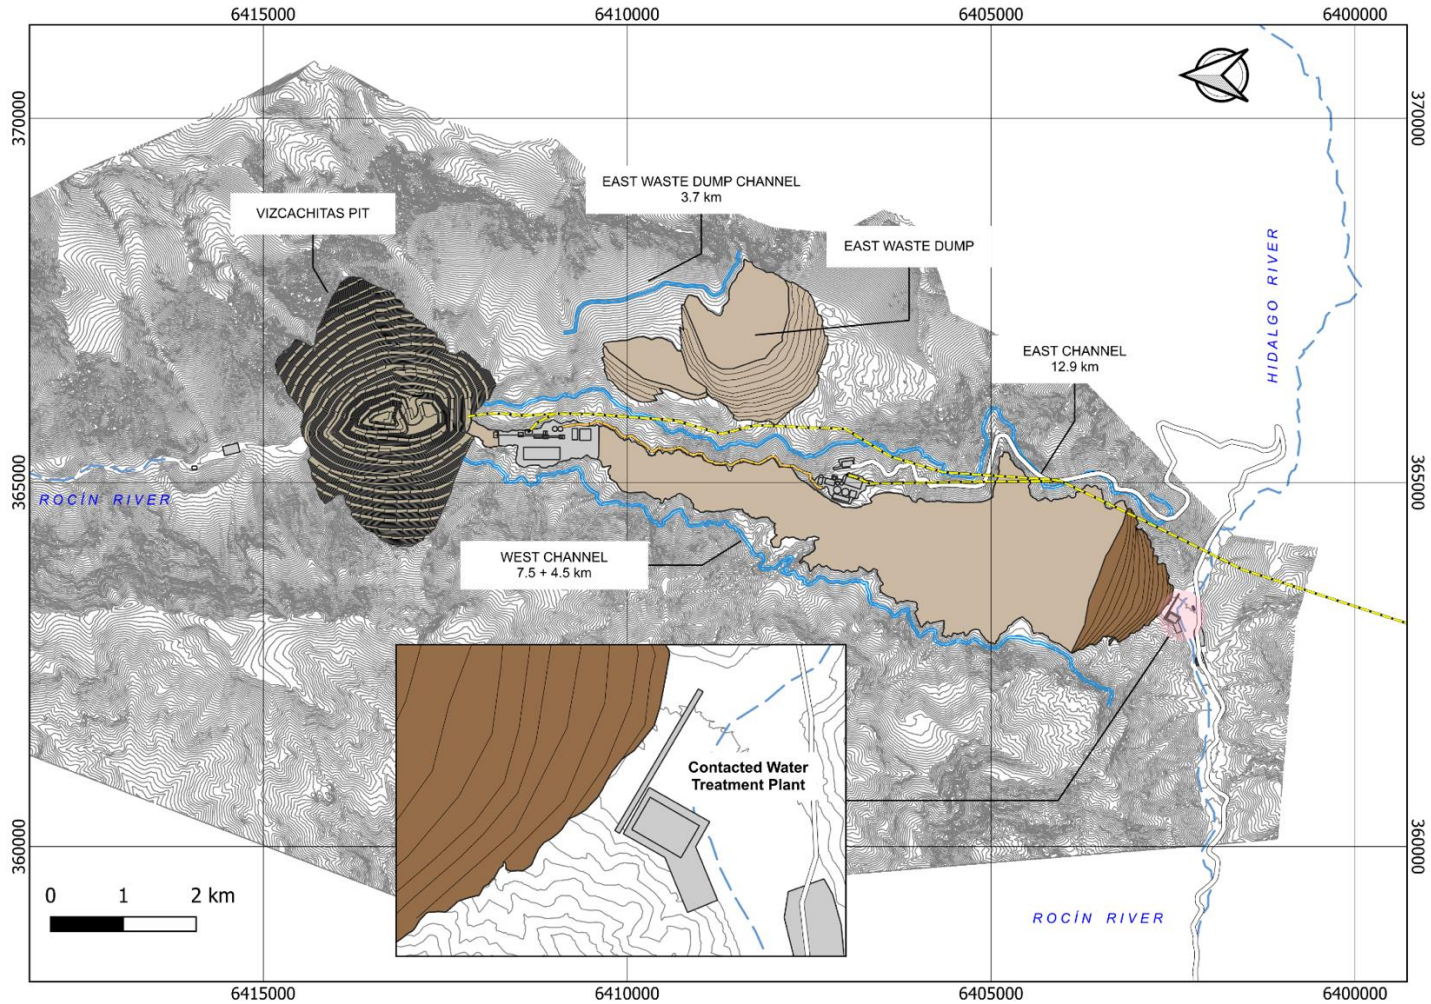 6415000
6410000
6405000
6400000
370000
370000
EAST WASTE DUMP CHANNEL
3.7 km
VIZCACHITAS PIT
EAST WASTE DUMP
HIDALGO RIVER
EAST CHANNEL
12.9 km
365000
365000
ROCÍN RIVER
WEST CHANNEL
7.5 + 4.5 km
Contacted Water
Treatment Plant
360000
360000
0 1 2 km
ROCÍN RIVER
6415000
6410000
6405000
6400000